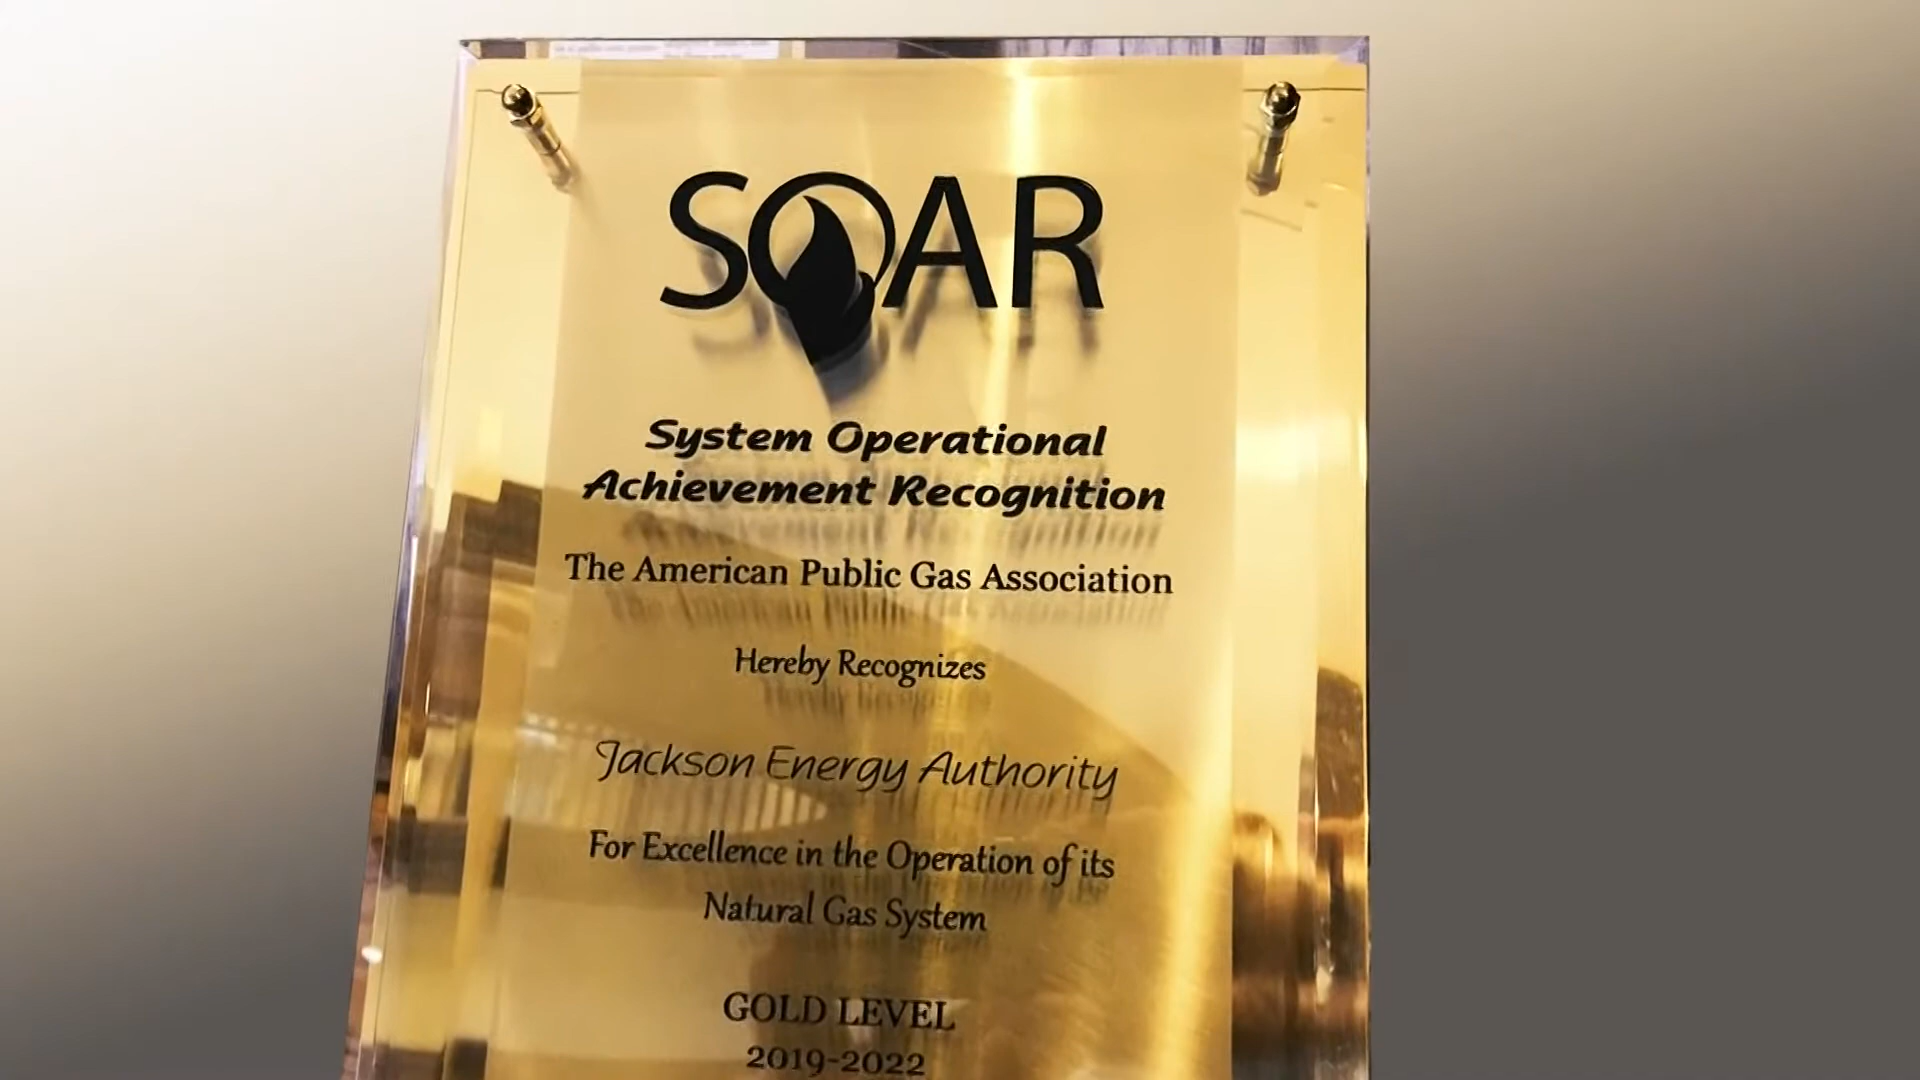 SOAR
System Operational
Achievement Recognition
The American Public Gas Association
Hereby Recognizes
Jackson Energy Authority
For Excellence in the Operation of its
Natural Gas System
GOLD LEVEL
2019-2022